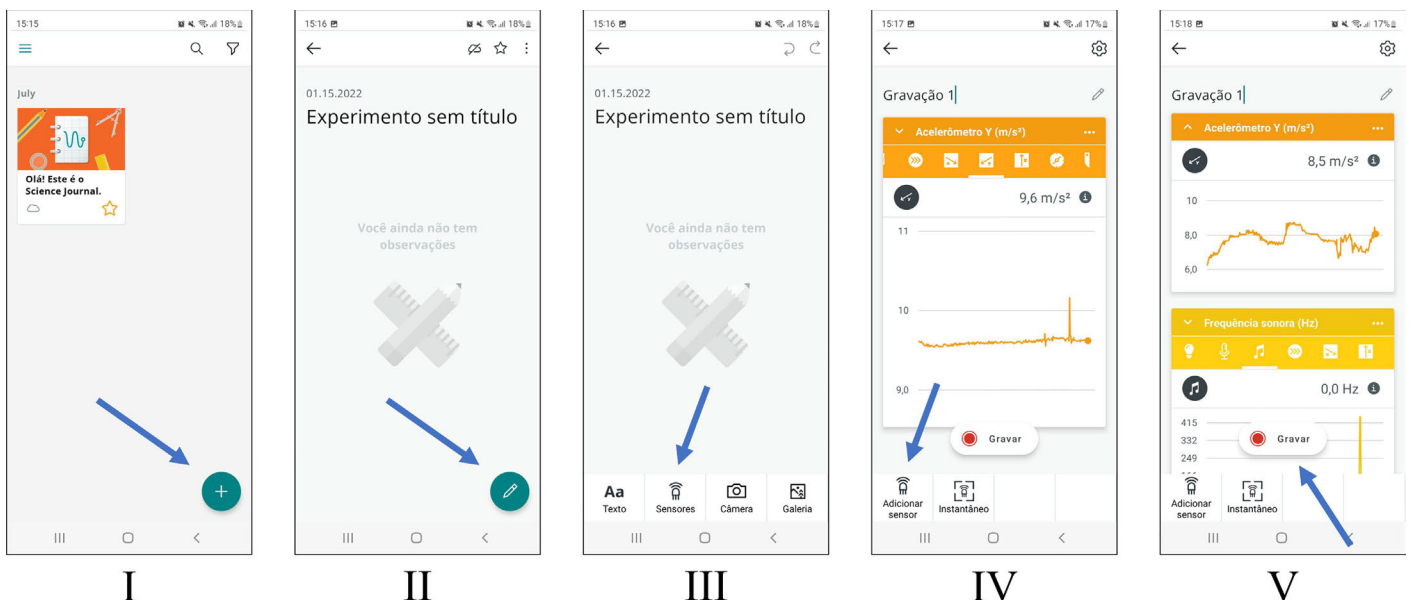 15:15
18%
July
Olá! Este é o
Science Journal.
I
15:16
18%
01.15.2022
Experimento sem título
Você ainda não tem
observações
II
15:16
18%
01.15.2022
Experimento sem título
Você ainda não tem
observações
Aa
Texto
Sensores
Câmera
Galeria
III
15:17
17%
Gravação 1
Acelerômetro Y (m/s²)
9,6 m/s²
11
10
9,0
Gravar
Adicionar
sensor
Instantâneo
IV
15:18
17%
Gravação 1
Acelerômetro Y (m/s²)
8,5 m/s²
10
8,0
6,0
Frequência sonora (Hz)
0,0 Hz
415
332
249
Gravar
Adicionar
sensor
Instantâneo
V